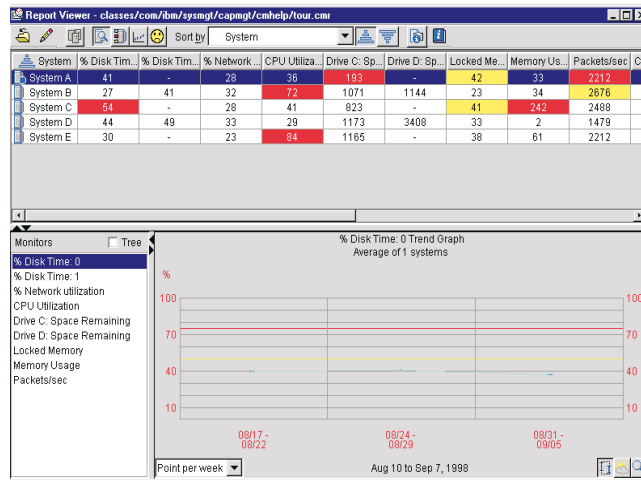 Report Viewer - classes/com/ibm/sysmgt/capmgt/cmhelp/tour.cmr
Sort by System
System % Disk Tim... % Disk Tim... % Network ... CPU Utiliza... Drive C: Sp... Drive D: Sp... Locked Me... Memory Us... Packets/sec C
System A 41 - 28 36 193 - 42 33 2212
System B 27 41 32 72 1071 1144 23 34 2676
System C 54 - 28 41 823 - 41 242 2488
System D 44 49 33 29 1173 3408 33 2 1479
System E 30 - 23 84 1165 - 38 61 2212
Monitors Tree
% Disk Time: 0
% Disk Time: 1
% Network utilization
CPU Utilization
Drive C: Space Remaining
Drive D: Space Remaining
Locked Memory
Memory Usage
Packets/sec
% Disk Time: 0 Trend Graph
Average of 1 systems
%
100 100
70 70
40 40
10 10
08/17 - 08/24 - 08/31 -
08/22 08/29 09/05
Point per week Aug 10 to Sep 7, 1998